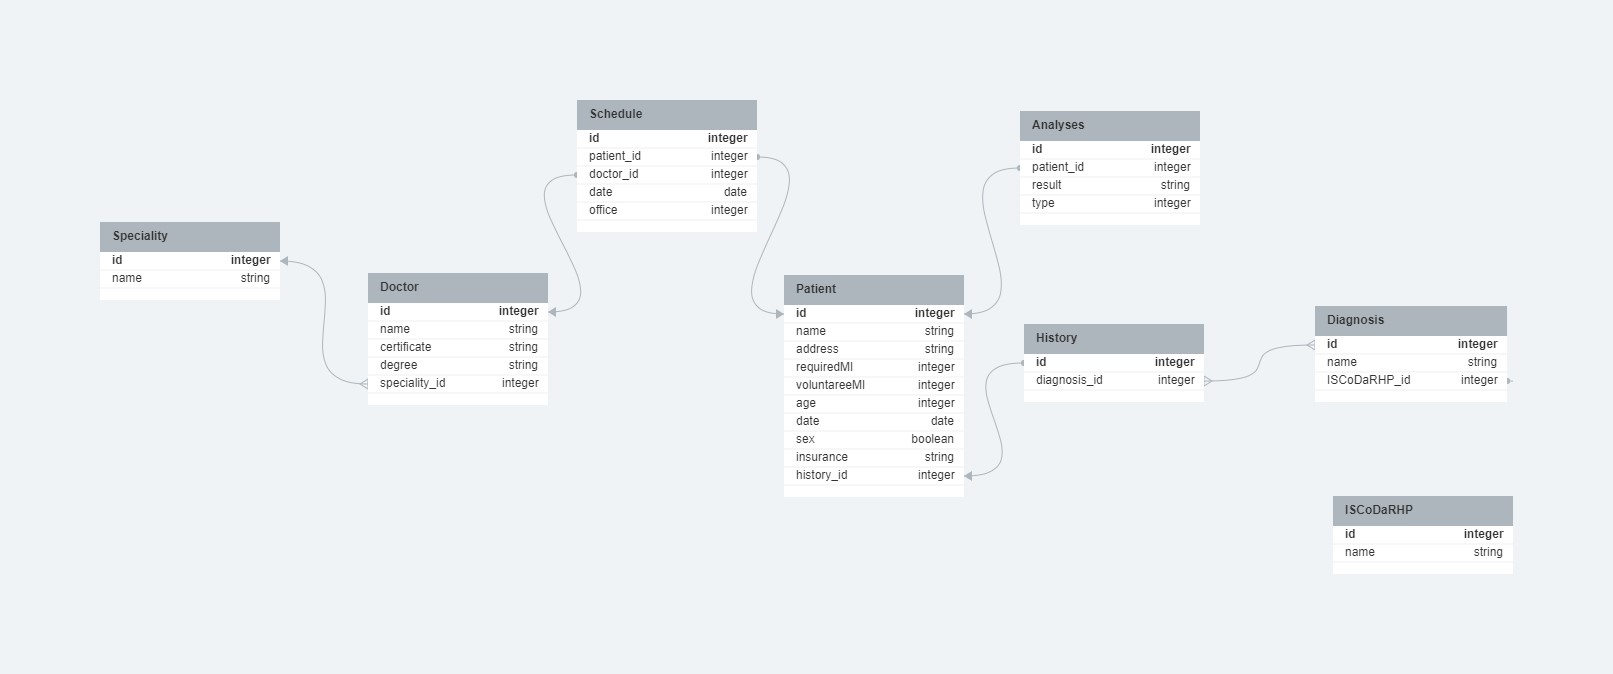 Schedule
id integer
patient_id integer
doctor_id integer
date date
office integer
Analyses
id integer
patient_id integer
result string
type integer
Speciality
id integer
name string
Doctor
id integer
name string
certificate string
degree string
speciality_id integer
Patient
id integer
name string
address string
requiredMI integer
voluntareeMI integer
age integer
date date
sex boolean
insurance string
history_id integer
History
id integer
diagnosis_id integer
Diagnosis
id integer
name string
ISCoDaRHP_id integer
ISCoDaRHP
id integer
name string